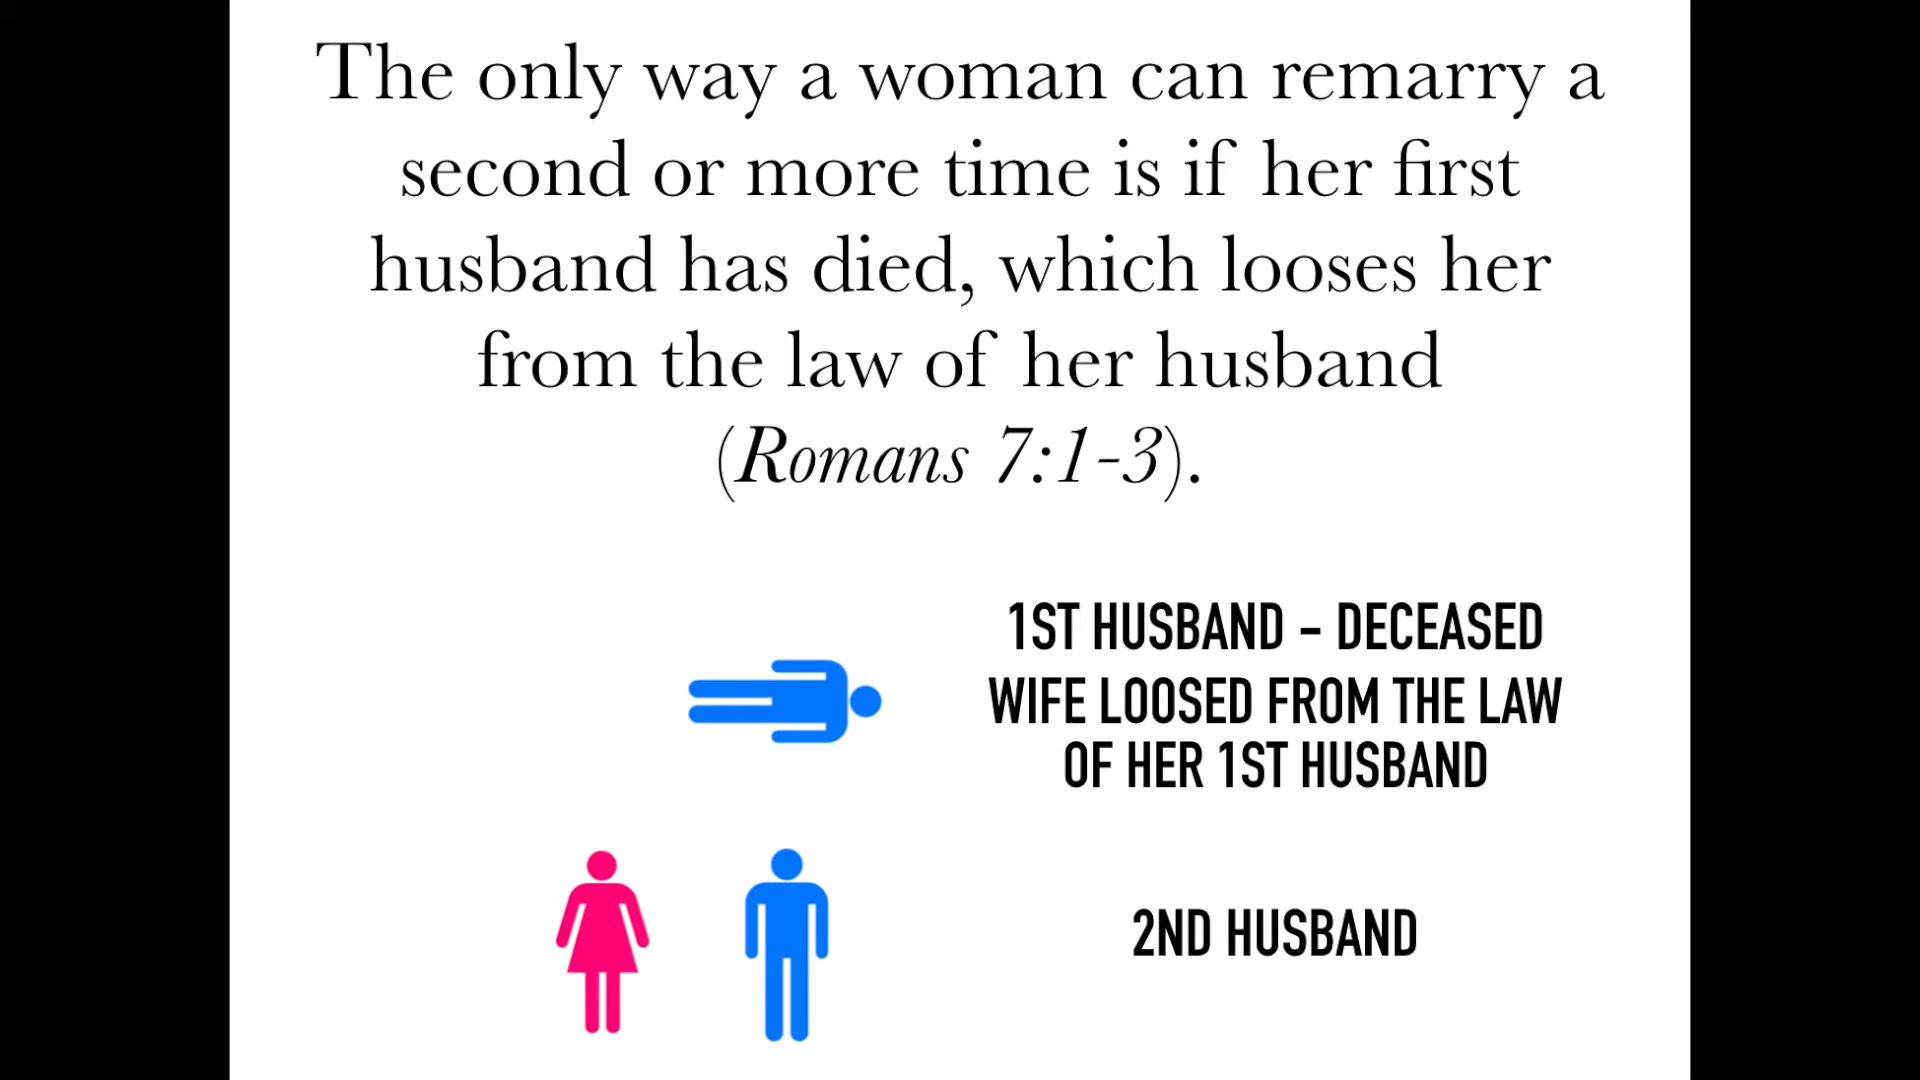 The only way a woman can remarry a
second or more time is if her first
husband has died, which looses her
from the law of her husband
(Romans 7:1-3).
1ST HUSBAND – DECEASED
WIFE LOOSED FROM THE LAW
OF HER 1ST HUSBAND
2ND HUSBAND